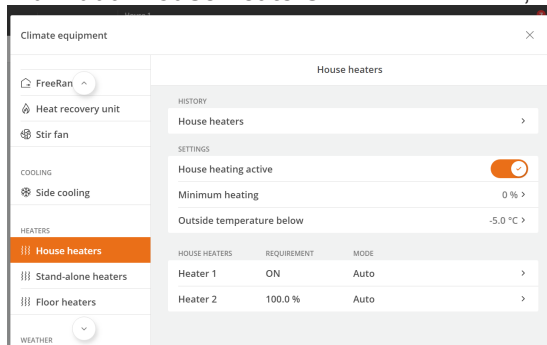 Climate equipment
House heaters
FreeRan
Heat recovery unit
Stir fan
COOLING
Side cooling
HEATERS
House heaters
Stand-alone heaters
Floor heaters
WEATHER
HISTORY
House heaters
SETTINGS
House heating active
Minimum heating 0 %
Outside temperature below -5.0 °C
HOUSE HEATERS REQUIREMENT MODE
Heater 1 ON Auto
Heater 2 100.0 % Auto